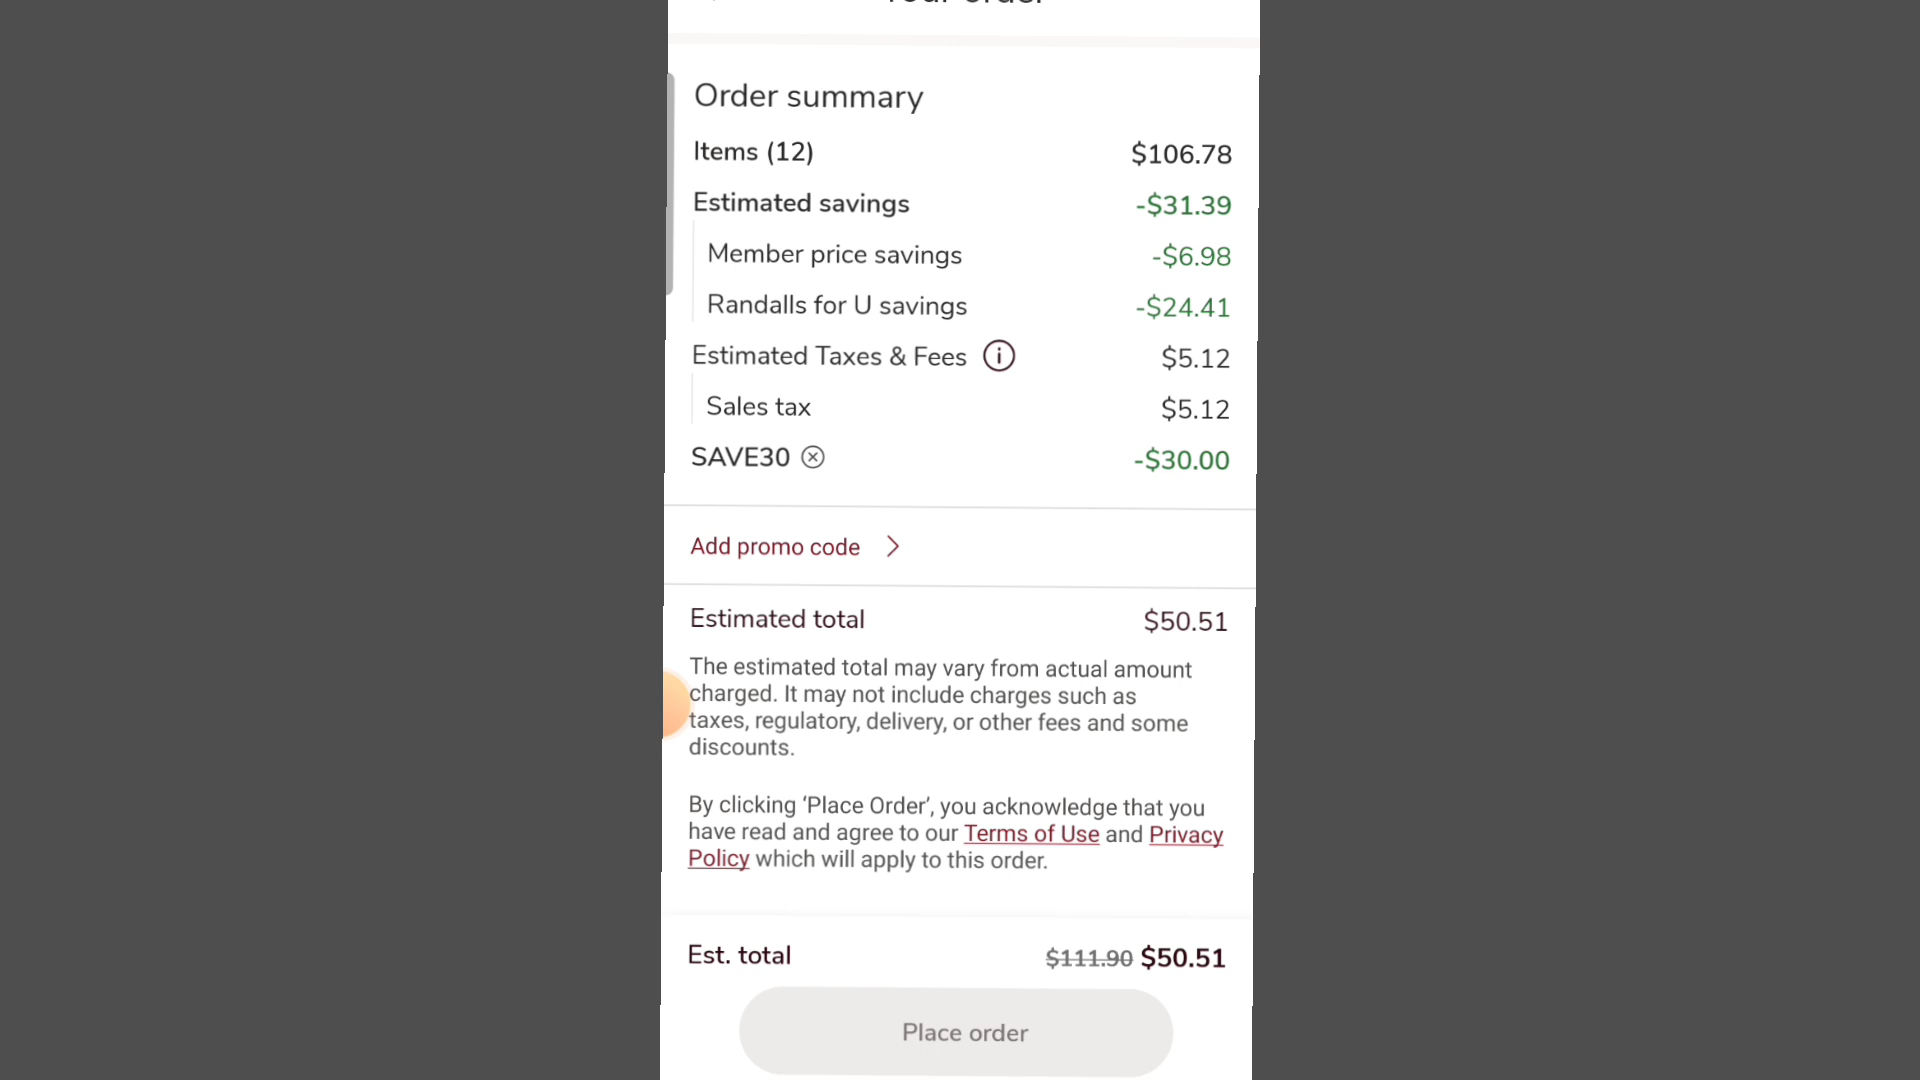 Your order
Order summary
Items (12) $106.78
Estimated savings -$31.39
Member price savings -$6.98
Randalls for U savings -$24.41
Estimated Taxes & Fees $5.12
Sales tax $5.12
SAVE30 -$30.00
Add promo code
Estimated total $50.51
The estimated total may vary from actual amount
charged. It may not include charges such as
taxes, regulatory, delivery, or other fees and some
discounts.
By clicking ‘Place Order’, you acknowledge that you
have read and agree to our Terms of Use and Privacy
Policy which will apply to this order.
Est. total $111.90 $50.51
Place order